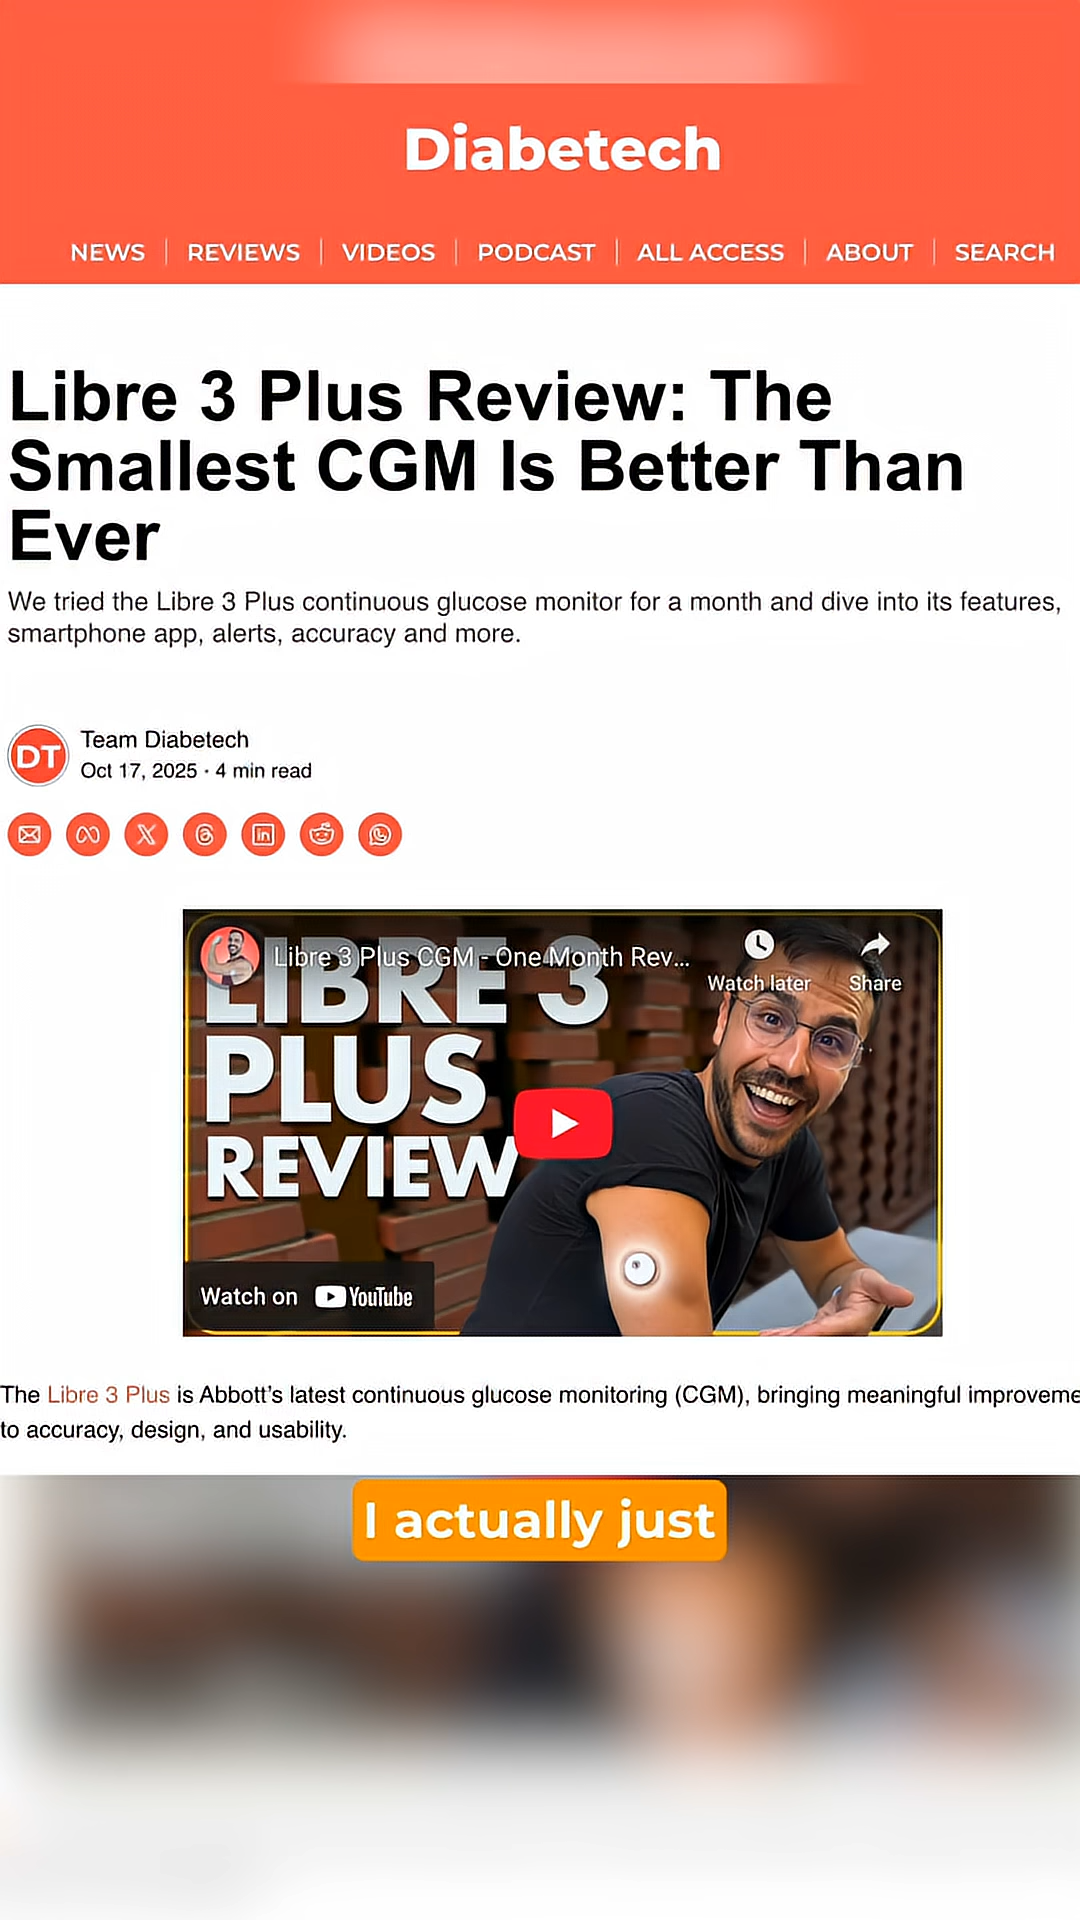 Diabetech
NEWS | REVIEWS | VIDEOS | PODCAST | ALL ACCESS | ABOUT | SEARCH
Libre 3 Plus Review: The
Smallest CGM Is Better Than
Ever
We tried the Libre 3 Plus continuous glucose monitor for a month and dive into its features,
smartphone app, alerts, accuracy and more.
DT
Team Diabetech
Oct 17, 2025 · 4 min read
in
Libre 3 Plus CGM - One Month Rev...
Watch later
Share
LIBRE 3
PLUS
REVIEW
Watch on YouTube
The Libre 3 Plus is Abbott's latest continuous glucose monitoring (CGM), bringing meaningful improveme
to accuracy, design, and usability.
I actually just